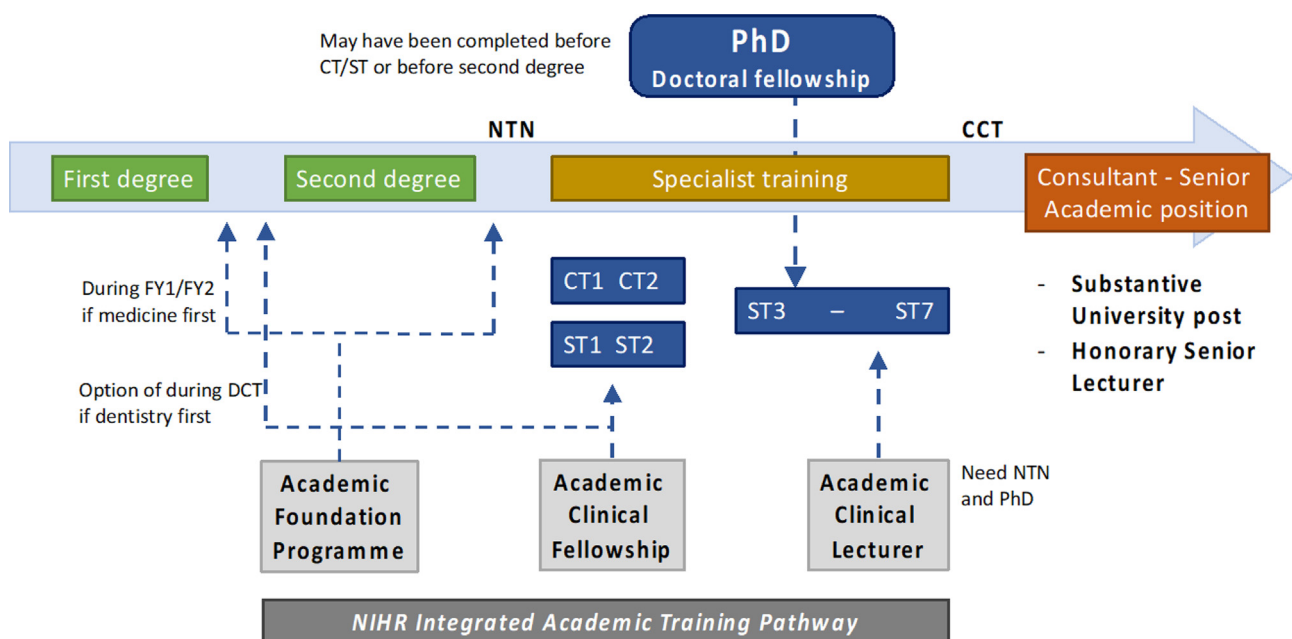 May have been completed before
CT/ST or before second degree
PhD
Doctoral fellowship
NTN
CCT
First degree
Second degree
Specialist training
Consultant - Senior
Academic position
During FY1/FY2
if medicine first
CT1 CT2
ST1 ST2
ST3 – ST7
- Substantive
University post
- Honorary Senior
Lecturer
Option of during DCT
if dentistry first
Academic
Foundation
Programme
Academic
Clinical
Fellowship
Academic
Clinical
Lecturer
Need NTN
and PhD
NIHR Integrated Academic Training Pathway